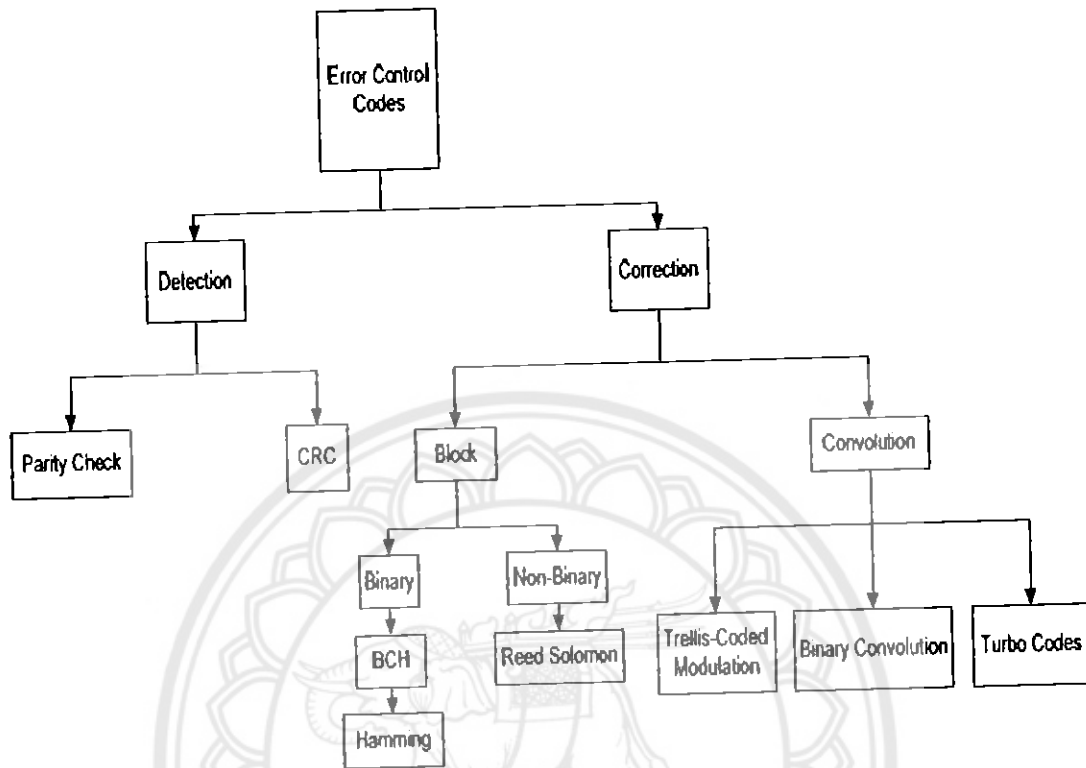 Error Control
Codes
Detection
Correction
Parity Check
CRC
Block
Convolution
Binary
Non-Binary
BCH
Reed Solomon
Trellis-Coded
Modulation
Binary Convolution
Turbo Codes
Hamming